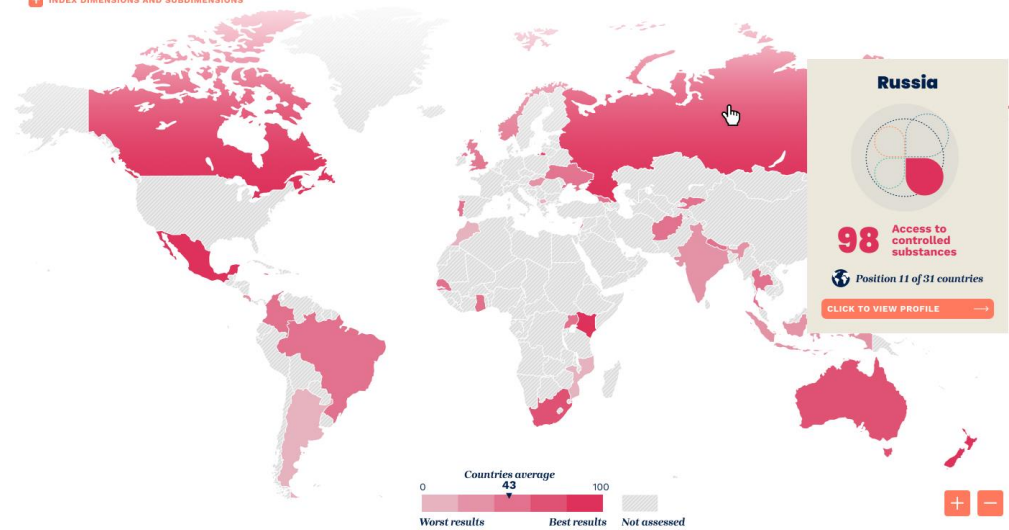 INDEX DIMENSIONS AND SUBDIMENSIONS
Russia
98
Access to
controlled
substances
Position 11 of 31 countries
CLICK TO VIEW PROFILE
Countries average
0
43
100
Worst results
Best results
Not assessed